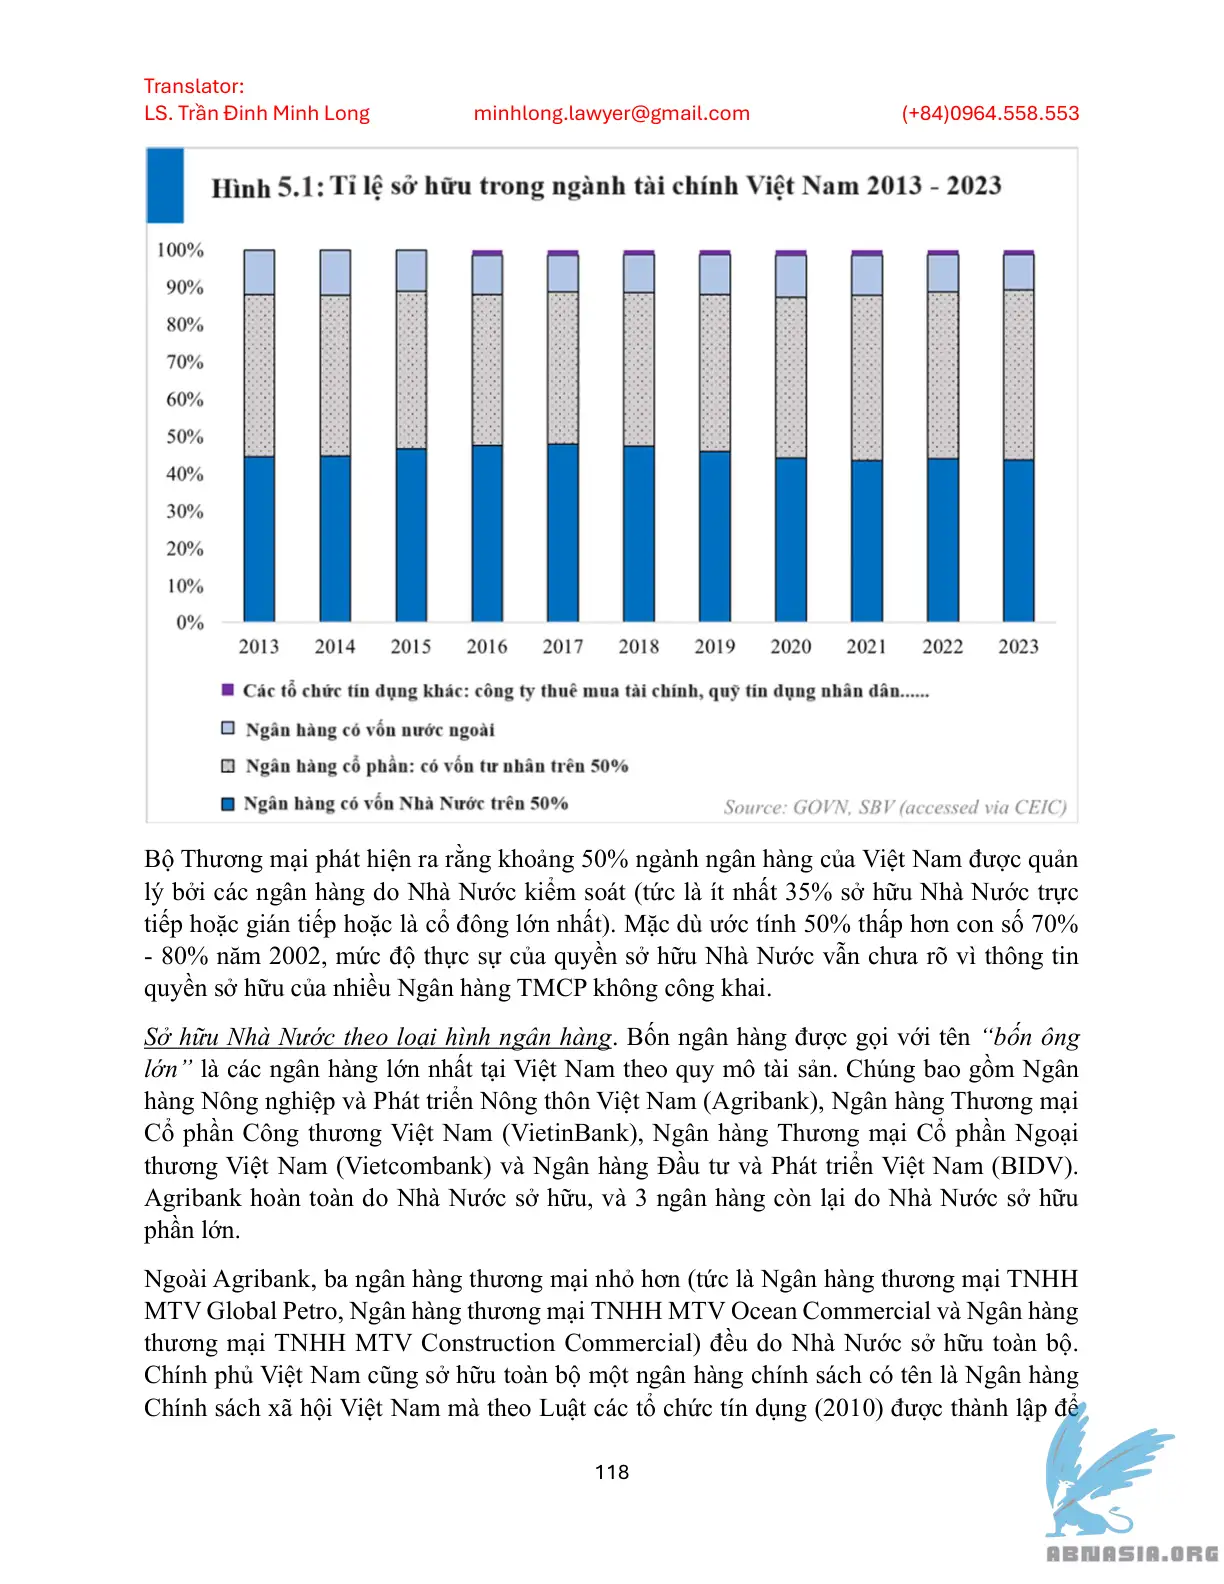 Translator:
LS. Trần Đinh Minh Long minhlong.lawyer@gmail.com (+84)0964.558.553
Hình 5.1: Tỉ lệ sở hữu trong ngành tài chính Việt Nam 2013 - 2023
100%
90%
80%
70%
60%
50%
40%
30%
20%
10%
0%
2013 2014 2015 2016 2017 2018 2019 2020 2021 2022 2023
Các tổ chức tín dụng khác: công ty thuê mua tài chính, quỹ tín dụng nhân dân......
Ngân hàng có vốn nước ngoài
Ngân hàng cổ phần: có vốn tư nhân trên 50%
Ngân hàng có vốn Nhà Nước trên 50%
Source: GOVN, SBV (accessed via CEIC)
Bộ Thương mại phát hiện ra rằng khoảng 50% ngành ngân hàng của Việt Nam được quản
lý bởi các ngân hàng do Nhà Nước kiểm soát (tức là ít nhất 35% sở hữu Nhà Nước trực
tiếp hoặc gián tiếp hoặc là cổ đông lớn nhất). Mặc dù ước tính 50% thấp hơn con số 70%
- 80% năm 2002, mức độ thực sự của quyền sở hữu Nhà Nước vẫn chưa rõ vì thông tin
quyền sở hữu của nhiều Ngân hàng TMCP không công khai.
Sở hữu Nhà Nước theo loại hình ngân hàng. Bốn ngân hàng được gọi với tên “bốn ông
lớn” là các ngân hàng lớn nhất tại Việt Nam theo quy mô tài sản. Chúng bao gồm Ngân
hàng Nông nghiệp và Phát triển Nông thôn Việt Nam (Agribank), Ngân hàng Thương mại
Cổ phần Công thương Việt Nam (VietinBank), Ngân hàng Thương mại Cổ phần Ngoại
thương Việt Nam (Vietcombank) và Ngân hàng Đầu tư và Phát triển Việt Nam (BIDV).
Agribank hoàn toàn do Nhà Nước sở hữu, và 3 ngân hàng còn lại do Nhà Nước sở hữu
phần lớn.
Ngoài Agribank, ba ngân hàng thương mại nhỏ hơn (tức là Ngân hàng thương mại TNHH
MTV Global Petro, Ngân hàng thương mại TNHH MTV Ocean Commercial và Ngân hàng
thương mại TNHH MTV Construction Commercial) đều do Nhà Nước sở hữu toàn bộ.
Chính phủ Việt Nam cũng sở hữu toàn bộ một ngân hàng chính sách có tên là Ngân hàng
Chính sách xã hội Việt Nam mà theo Luật các tổ chức tín dụng (2010) được thành lập để
118
ABNASIA.ORG